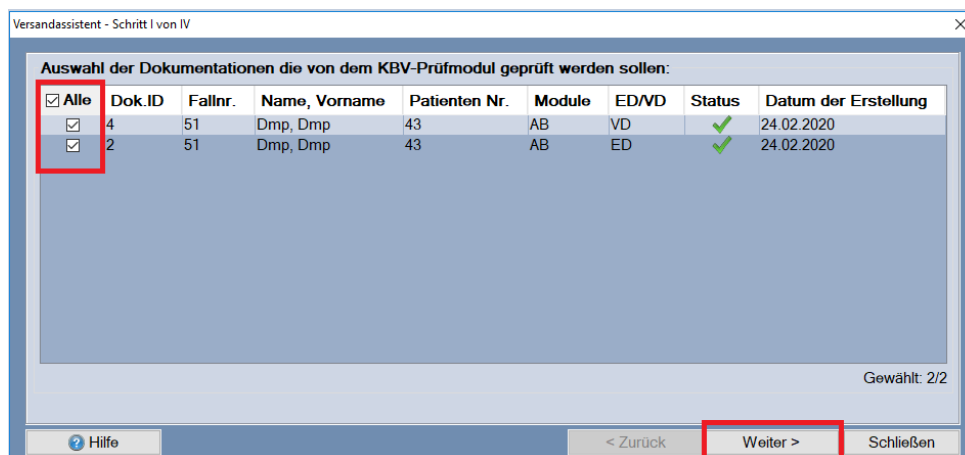 Versandassistent - Schritt I von IV
Auswahl der Dokumentationen die von dem KBV-Prüfmodul geprüft werden sollen:
Alle Dok.ID Fallnr. Name, Vorname Patienten Nr. Module ED/VD Status Datum der Erstellung
4 51 Dmp, Dmp 43 AB VD 24.02.2020
2 51 Dmp, Dmp 43 AB ED 24.02.2020
Gewählt: 2/2
Hilfe < Zurück Weiter > Schließen